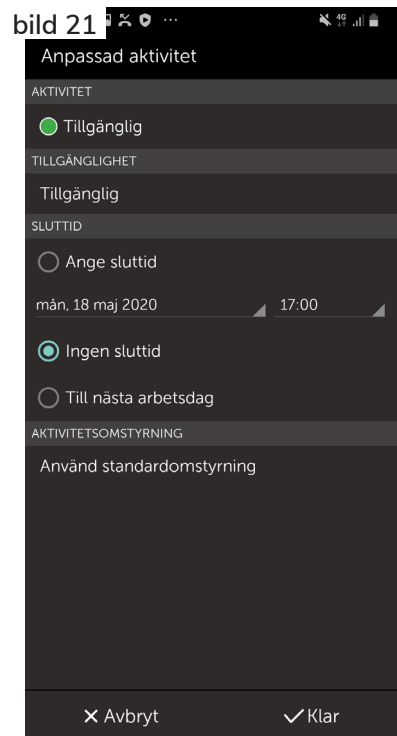 bild 21
4G
Anpassad aktivitet
AKTIVITET
Tillgänglig
TILLGÄNGLIGHET
Tillgänglig
SLUTTID
Ange sluttid
mån, 18 maj 2020 17:00
Ingen sluttid
Till nästa arbetsdag
AKTIVITETSOMSTYRNING
Använd standardomstyrning
Avbryt Klar